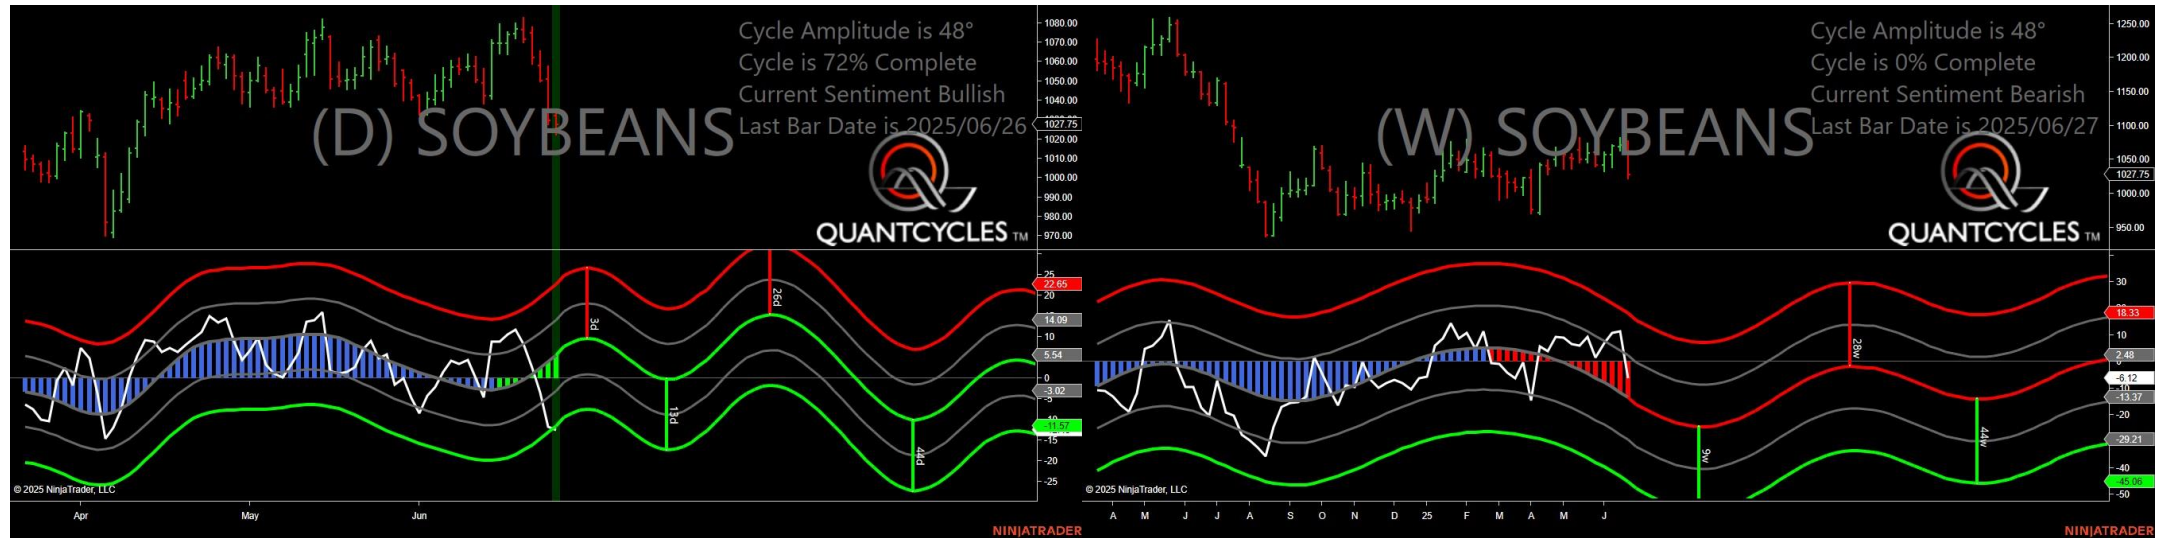 Cycle Amplitude is 48°
Cycle is 72% Complete
Current Sentiment Bullish
Last Bar Date is 2025/06/26
(D) SOYBEANS
QUANTCYCLES TM
1080.00
1070.00
1060.00
1050.00
1040.00
1027.75
1020.00
1010.00
1000.00
990.00
980.00
970.00
25
22.65
20
14.09
10
5.54
0
-3.02
-5
-11.57
-15
-20
-25
3d
13d
26d
44d
© 2025 NinjaTrader, LLC
Apr May Jun
NINJATRADER
Cycle Amplitude is 48°
Cycle is 0% Complete
Current Sentiment Bearish
Last Bar Date is 2025/06/27
(W) SOYBEANS
QUANTCYCLES TM
1250.00
1200.00
1150.00
1100.00
1050.00
1027.75
1000.00
950.00
30
18.33
10
2.48
-6.12
-13.37
-20
-29.21
-40
-45.06
-50
9w
28w
44w
© 2025 NinjaTrader, LLC
A M J J A S O N D 25 F M A M J
NINJATRADER